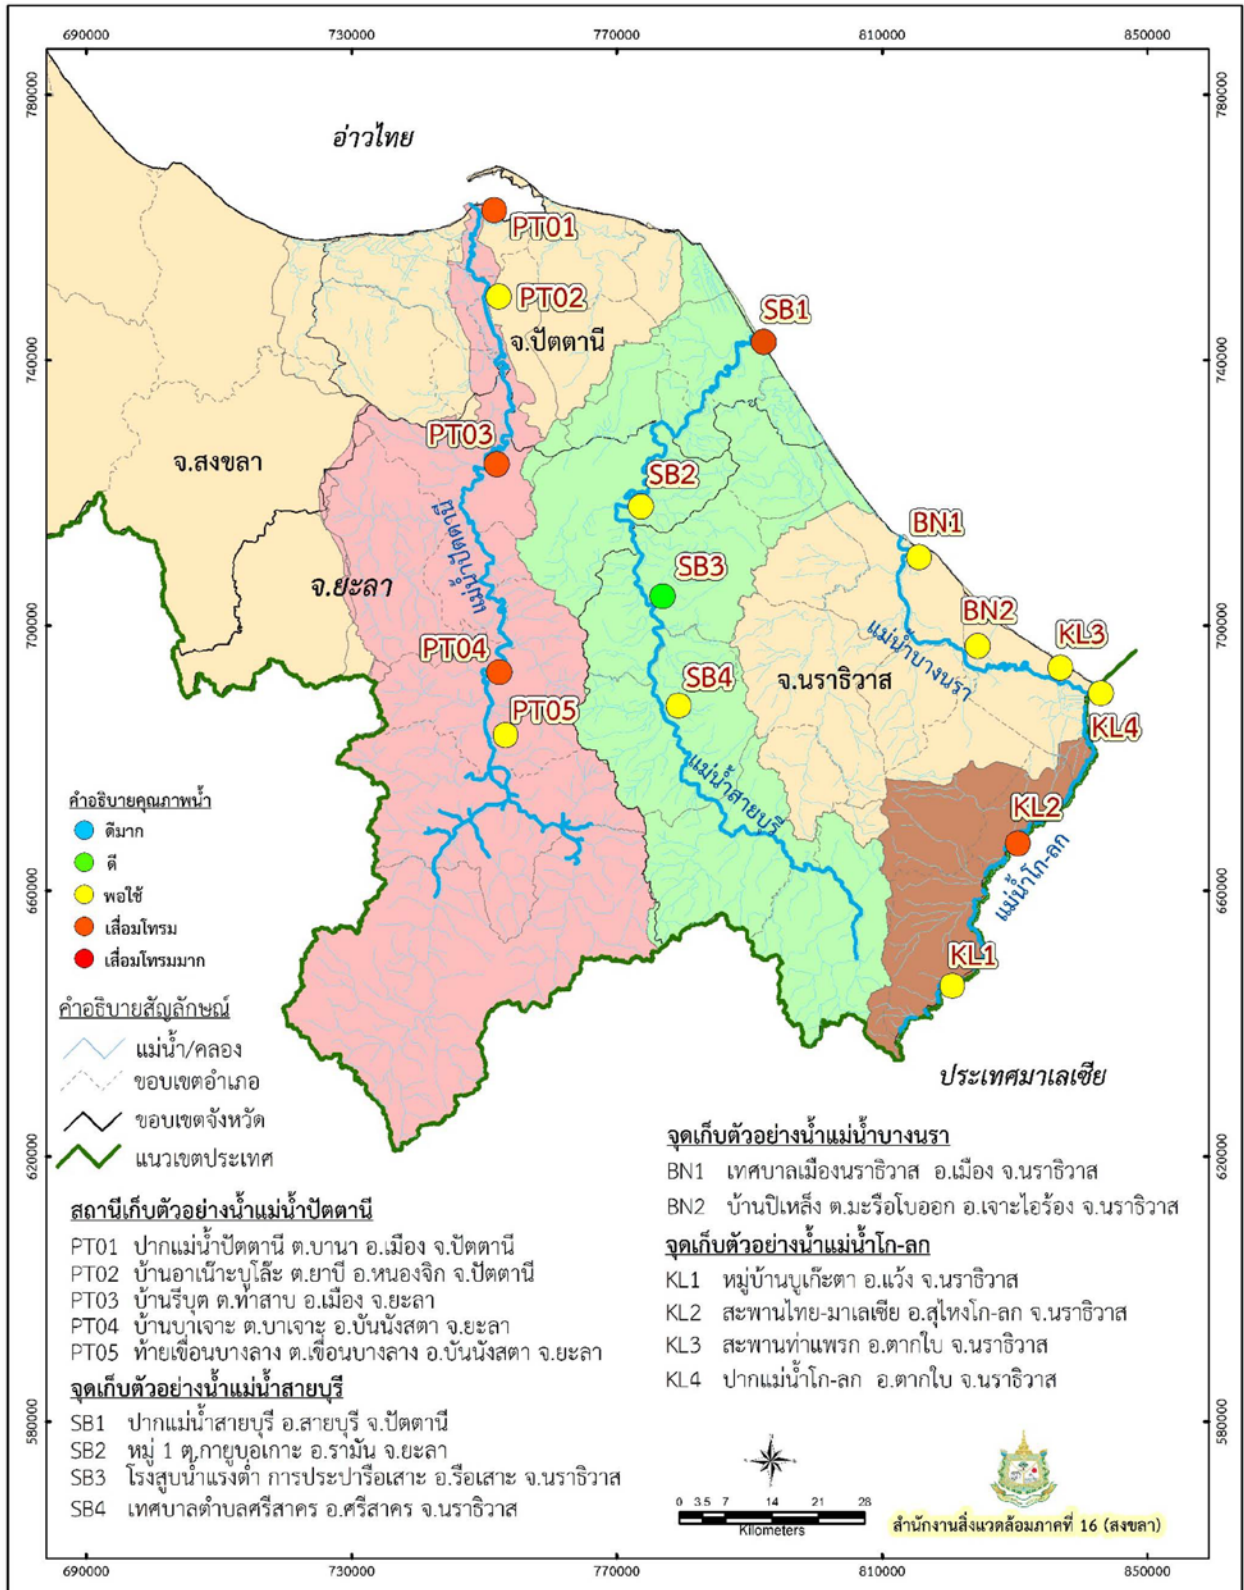 690000 730000 770000 810000 850000
780000 780000
อ่าวไทย
PT01
PT02
SB1
จ.ปัตตานี
740000 740000
PT03
จ.สงขลา
SB2
แม่น้ำปัตตานี
BN1
SB3
จ.ยะลา
700000 700000
BN2
แม่น้ำบางนรา
KL3
PT04
SB4
จ.นราธิวาส
PT05
KL4
แม่น้ำสายบุรี
คำอธิบายคุณภาพน้ำ
ดีมาก
ดี
พอใช้
เสื่อมโทรม
เสื่อมโทรมมาก
KL2
แม่น้ำโก-ลก
660000 660000
KL1
คำอธิบายสัญลักษณ์
แม่น้ำ/คลอง
ขอบเขตอำเภอ
ขอบเขตจังหวัด
แนวเขตประเทศ
ประเทศมาเลเซีย
620000 620000
สถานีเก็บตัวอย่างน้ำแม่น้ำปัตตานี
PT01 ปากแม่น้ำปัตตานี ต.บานา อ.เมือง จ.ปัตตานี
PT02 บ้านอาเน๊าะบูโล๊ะ ต.ยาบี อ.หนองจิก จ.ปัตตานี
PT03 บ้านรีบุต ต.ท่าสาบ อ.เมือง จ.ยะลา
PT04 บ้านบาเจาะ ต.บาเจาะ อ.บันนังสตา จ.ยะลา
PT05 ท้ายเขื่อนบางลาง ต.เขื่อนบางลาง อ.บันนังสตา จ.ยะลา
จุดเก็บตัวอย่างน้ำแม่น้ำสายบุรี
SB1 ปากแม่น้ำสายบุรี อ.สายบุรี จ.ปัตตานี
SB2 หมู่ 1 ต.กายูบอเกาะ อ.รามัน จ.ยะลา
SB3 โรงสูบน้ำแรงต่ำ การประปารือเสาะ อ.รือเสาะ จ.นราธิวาส
SB4 เทศบาลตำบลศรีสาคร อ.ศรีสาคร จ.นราธิวาส
จุดเก็บตัวอย่างน้ำแม่น้ำบางนรา
BN1 เทศบาลเมืองนราธิวาส อ.เมือง จ.นราธิวาส
BN2 บ้านปิเหล็ง ต.มะรือโบออก อ.เจาะไอร้อง จ.นราธิวาส
จุดเก็บตัวอย่างน้ำแม่น้ำโก-ลก
KL1 หมู่บ้านบูเก๊ะตา อ.แว้ง จ.นราธิวาส
KL2 สะพานไทย-มาเลเซีย อ.สุไหงโก-ลก จ.นราธิวาส
KL3 สะพานท่าแพรก อ.ตากใบ จ.นราธิวาส
KL4 ปากแม่น้ำโก-ลก อ.ตากใบ จ.นราธิวาส
580000 580000
0 3.5 7 14 21 28
Kilometers
สำนักงานสิ่งแวดล้อมภาคที่ 16 (สงขลา)
690000 730000 770000 810000 850000